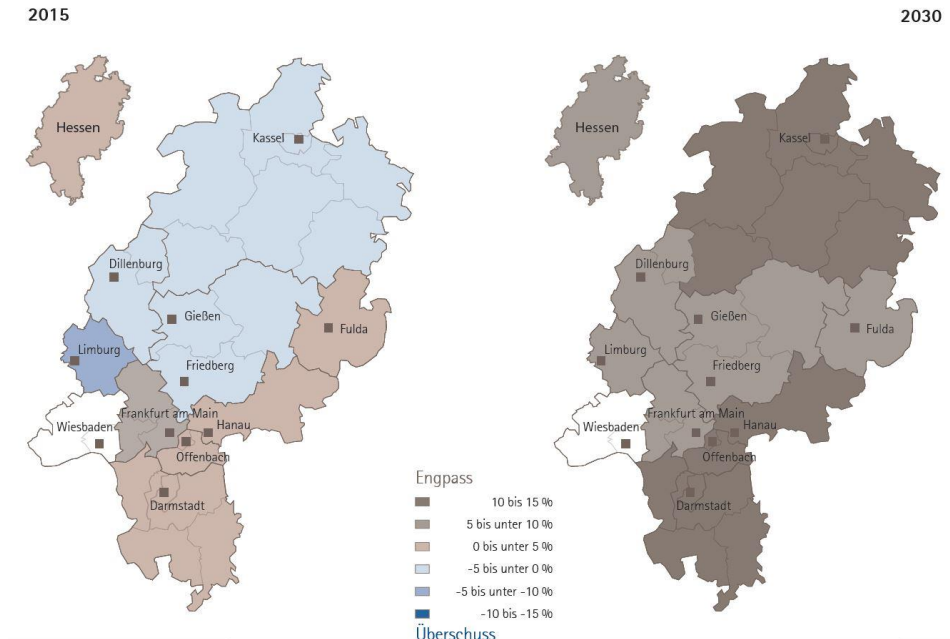 2015
2030
Hessen
Kassel
Dillenburg
Gießen
Fulda
Limburg
Friedberg
Frankfurt am Main
Wiesbaden
Hanau
Offenbach
Darmstadt
Hessen
Kassel
Dillenburg
Gießen
Fulda
Limburg
Friedberg
Frankfurt am Main
Wiesbaden
Hanau
Offenbach
Darmstadt
Engpass
10 bis 15 %
5 bis unter 10 %
0 bis unter 5 %
-5 bis unter 0 %
-5 bis unter -10 %
-10 bis -15 %
Überschuss